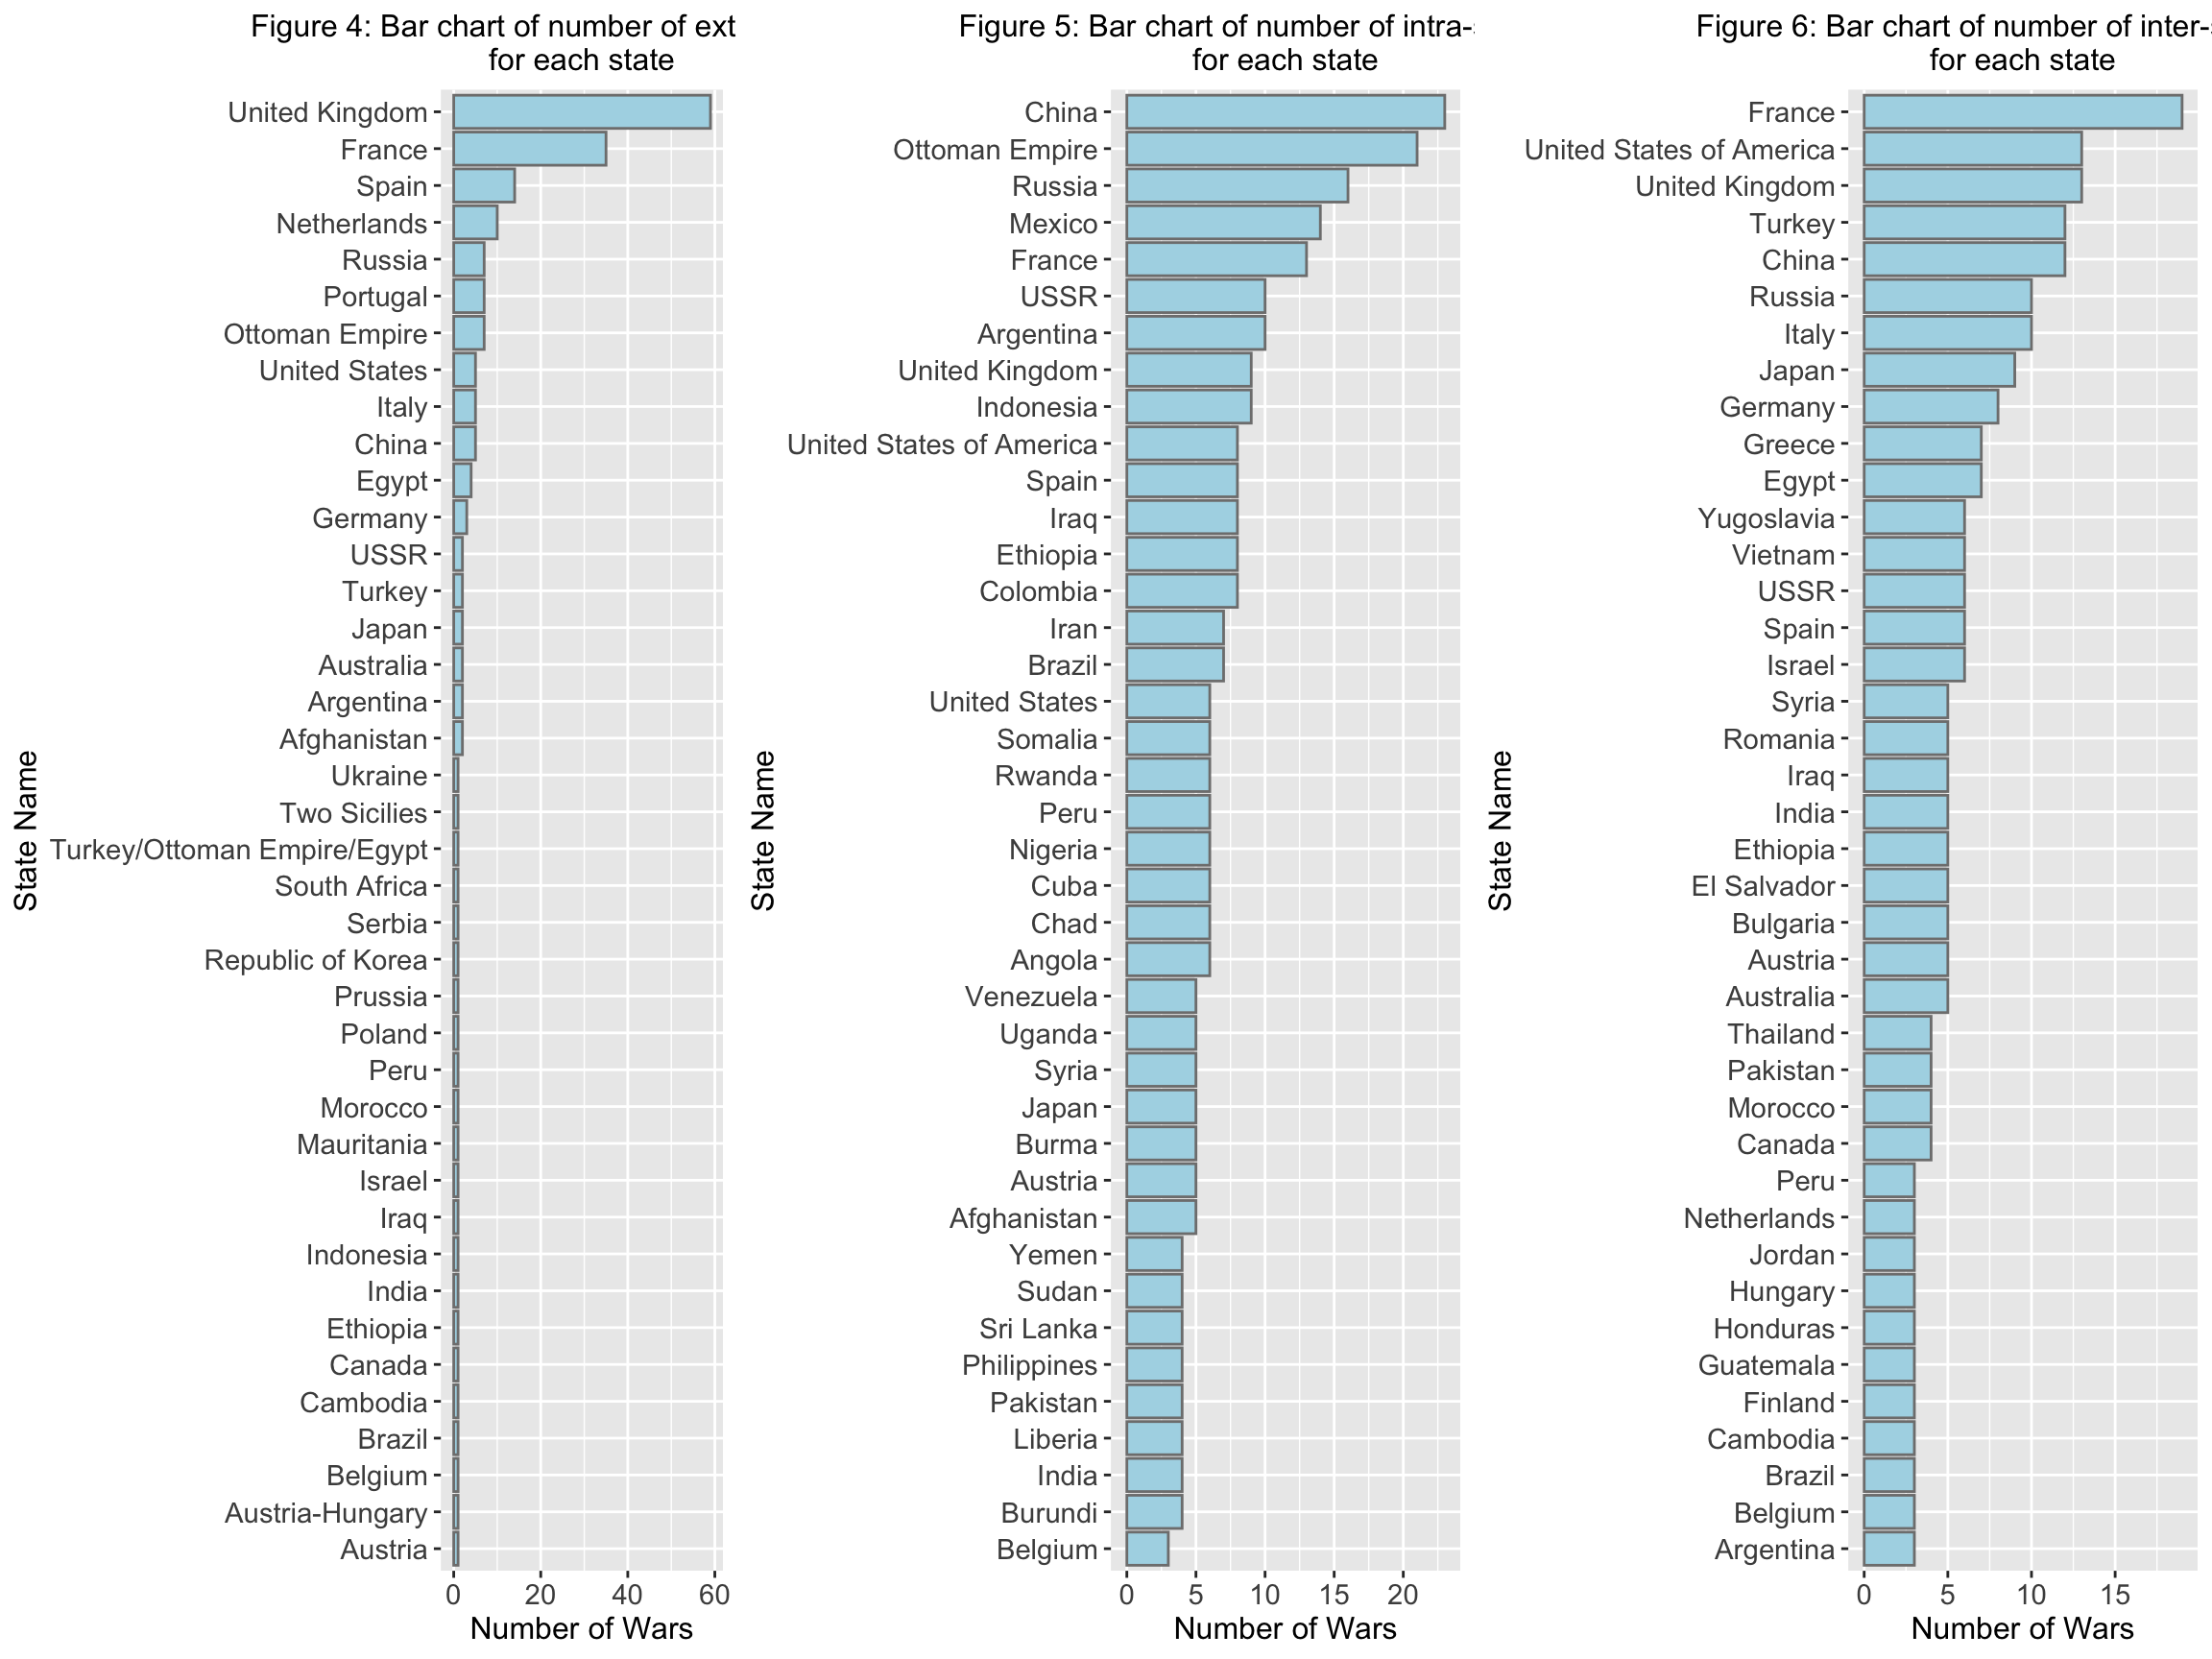 Figure 4: Bar chart of number of ext
for each state
State Name
United Kingdom
France
Spain
Netherlands
Russia
Portugal
Ottoman Empire
United States
Italy
China
Egypt
Germany
USSR
Turkey
Japan
Australia
Argentina
Afghanistan
Ukraine
Two Sicilies
Turkey/Ottoman Empire/Egypt
South Africa
Serbia
Republic of Korea
Prussia
Poland
Peru
Morocco
Mauritania
Israel
Iraq
Indonesia
India
Ethiopia
Canada
Cambodia
Brazil
Belgium
Austria-Hungary
Austria
0 20 40 60
Number of Wars
Figure 5: Bar chart of number of intra-
for each state
State Name
China
Ottoman Empire
Russia
Mexico
France
USSR
Argentina
United Kingdom
Indonesia
United States of America
Spain
Iraq
Ethiopia
Colombia
Iran
Brazil
United States
Somalia
Rwanda
Peru
Nigeria
Cuba
Chad
Angola
Venezuela
Uganda
Syria
Japan
Burma
Austria
Afghanistan
Yemen
Sudan
Sri Lanka
Philippines
Pakistan
Liberia
India
Burundi
Belgium
0 5 10 15 20
Number of Wars
Figure 6: Bar chart of number of inter-
for each state
State Name
France
United States of America
United Kingdom
Turkey
China
Russia
Italy
Japan
Germany
Greece
Egypt
Yugoslavia
Vietnam
USSR
Spain
Israel
Syria
Romania
Iraq
India
Ethiopia
El Salvador
Bulgaria
Austria
Australia
Thailand
Pakistan
Morocco
Canada
Peru
Netherlands
Jordan
Hungary
Honduras
Guatemala
Finland
Cambodia
Brazil
Belgium
Argentina
0 5 10 15
Number of Wars